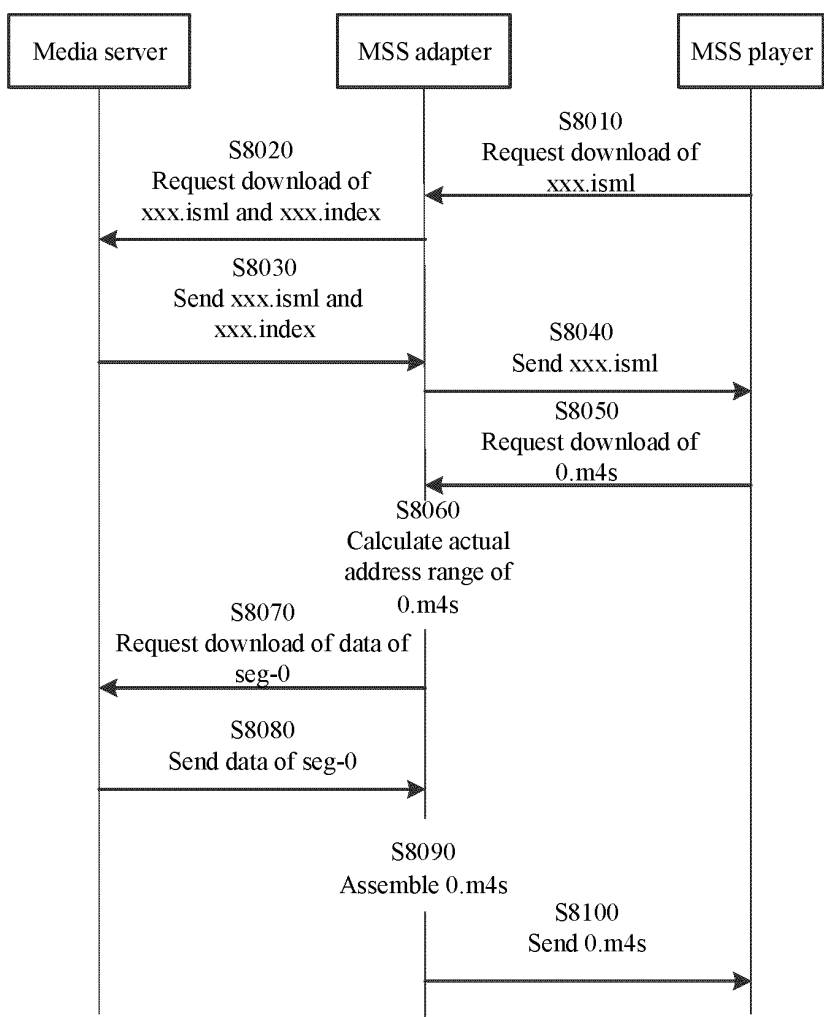 Media server
MSS adapter
MSS player
S8010
Request download of
xxx.isml
S8020
Request download of
xxx.isml and xxx.index
S8030
Send xxx.isml and
xxx.index
S8040
Send xxx.isml
S8050
Request download of
0.m4s
S8060
Calculate actual
address range of
0.m4s
S8070
Request download of data of
seg-0
S8080
Send data of seg-0
S8090
Assemble 0.m4s
S8100
Send 0.m4s